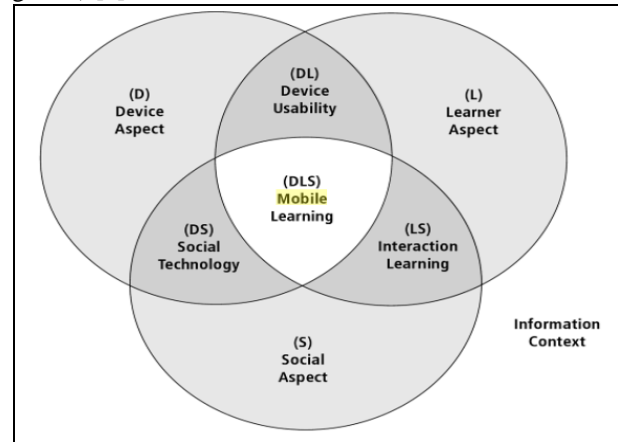 (DL)
Device
Usability
(D)
Device
Aspect
(L)
Learner
Aspect
(DLS)
Mobile
Learning
(DS)
Social
Technology
(LS)
Interaction
Learning
Information
Context
(S)
Social
Aspect